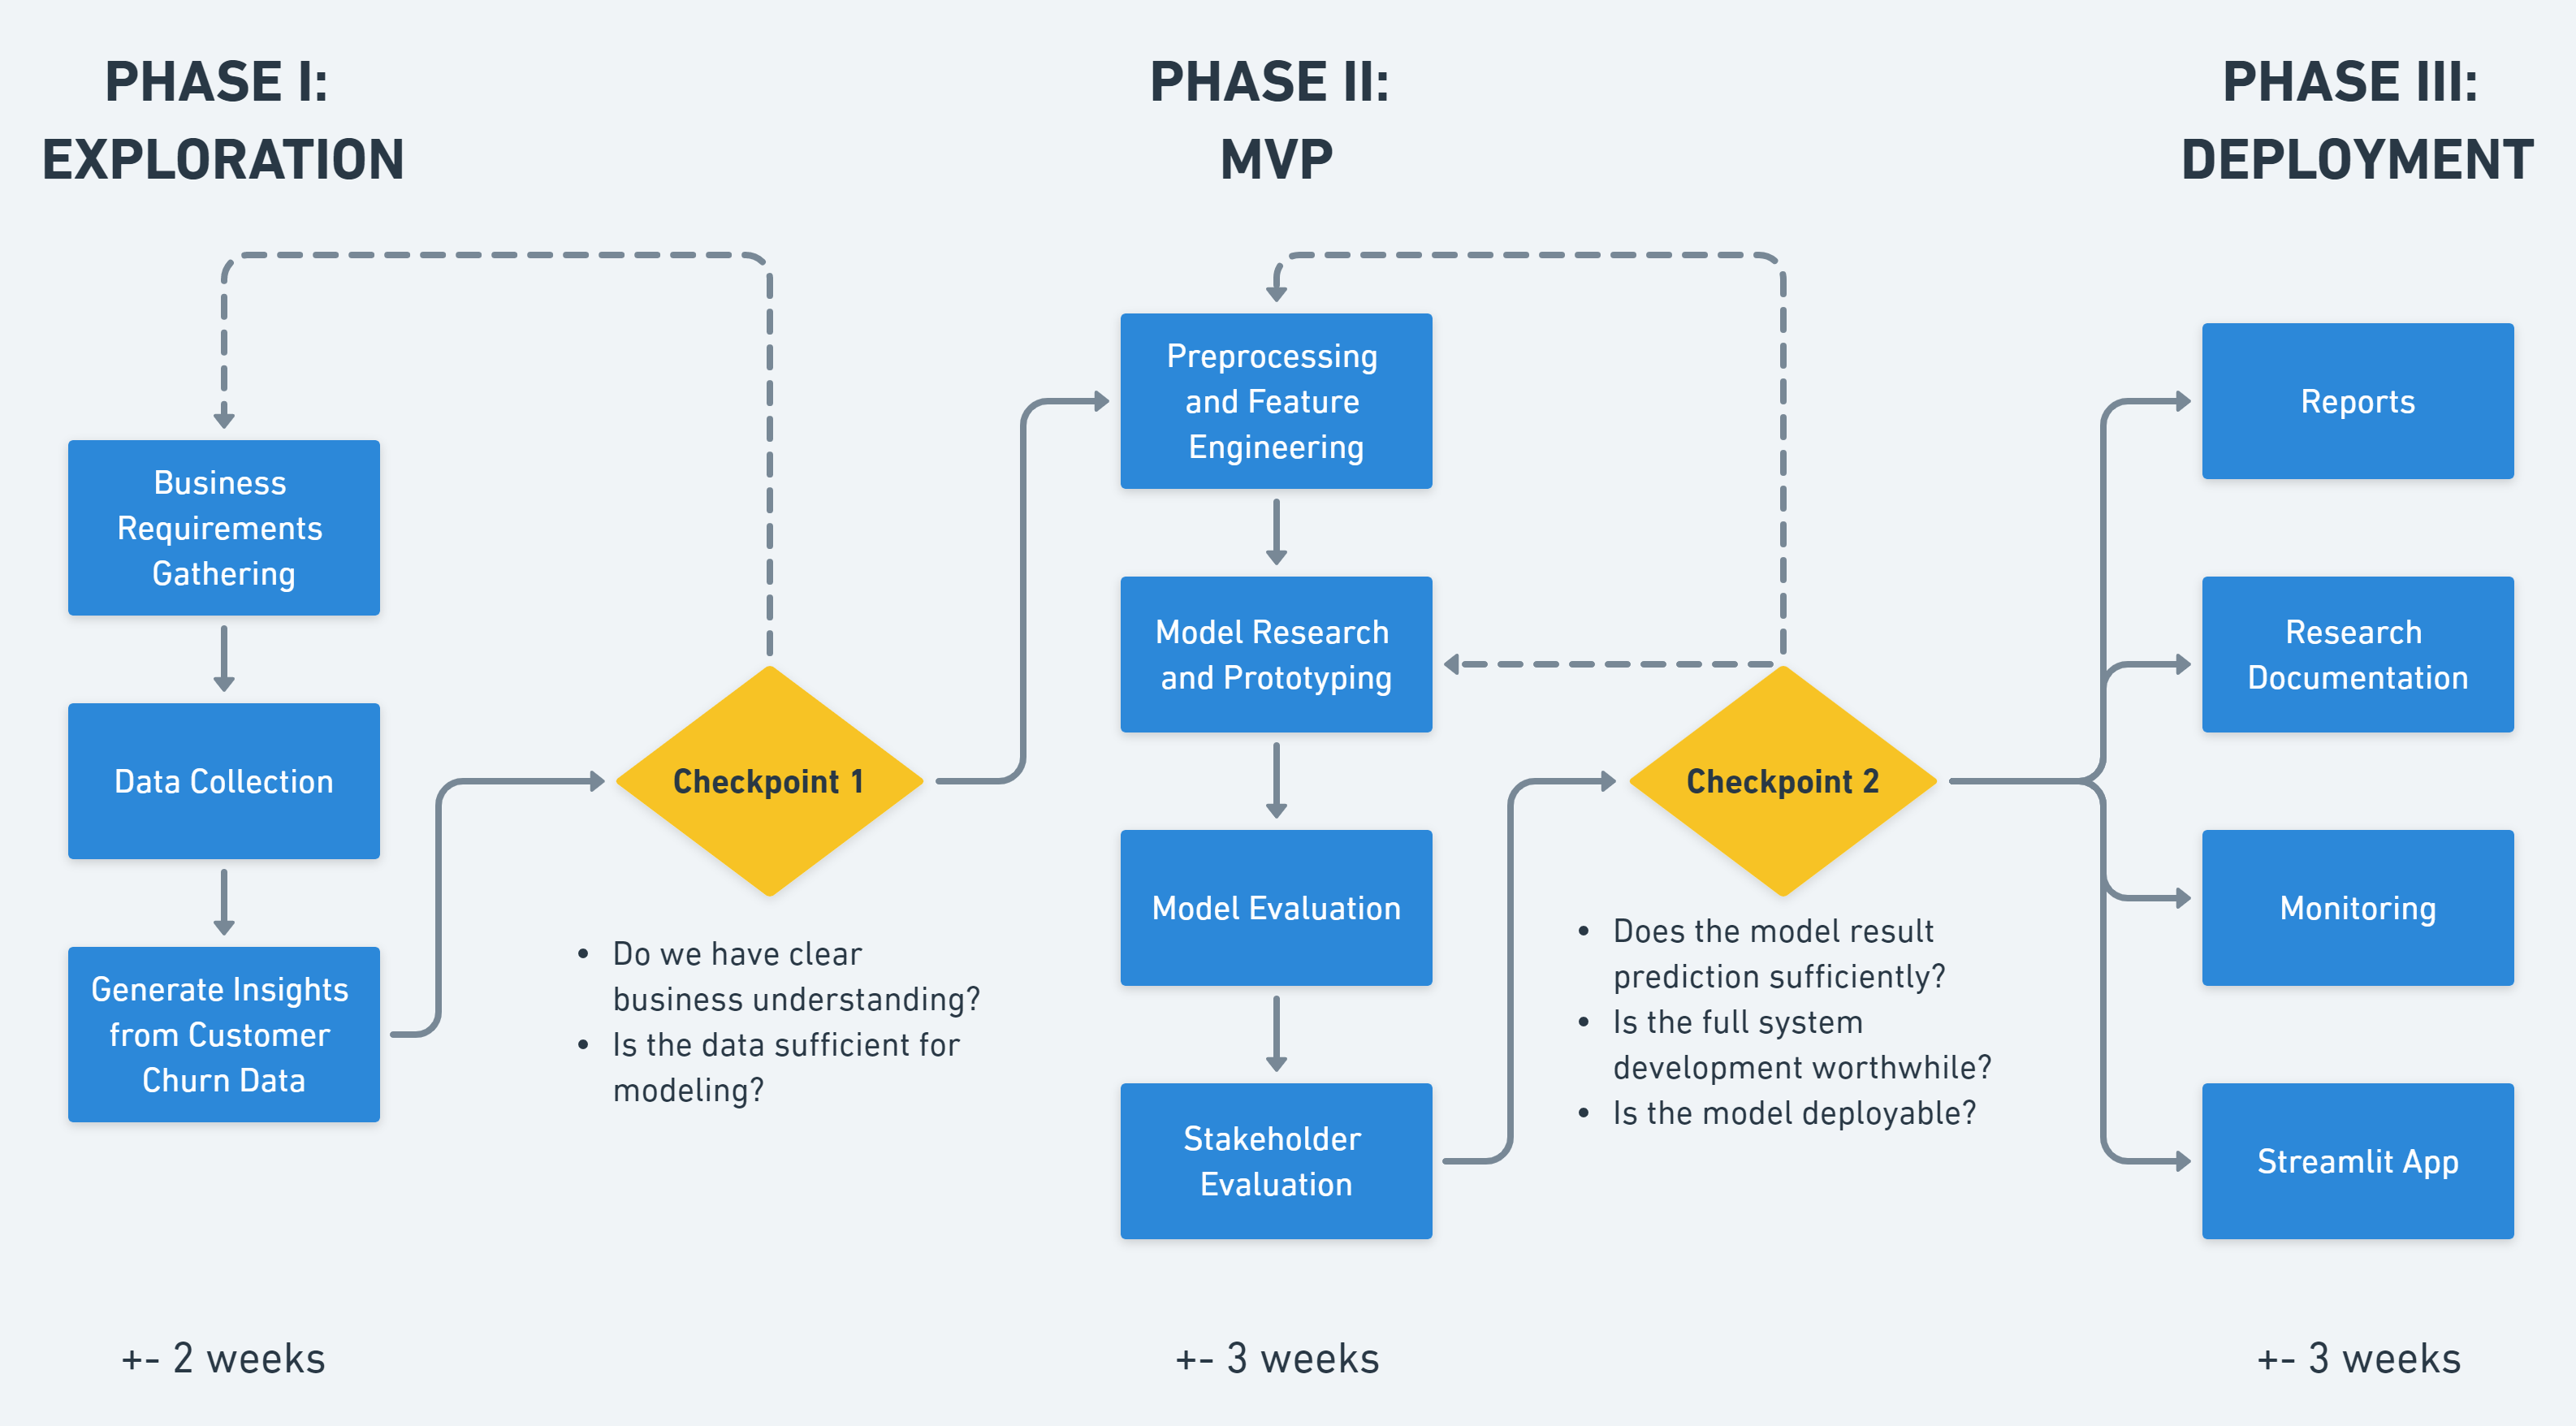 PHASE I:
EXPLORATION
Business
Requirements
Gathering
Data Collection
Generate Insights
from Customer
Churn Data
+- 2 weeks
Checkpoint 1
• Do we have clear
business understanding?
• Is the data sufficient for
modeling?
PHASE II:
MVP
Preprocessing
and Feature
Engineering
Model Research
and Prototyping
Model Evaluation
Stakeholder
Evaluation
+- 3 weeks
Checkpoint 2
• Does the model result
prediction sufficiently?
• Is the full system
development worthwhile?
• Is the model deployable?
PHASE III:
DEPLOYMENT
Reports
Research
Documentation
Monitoring
Streamlit App
+- 3 weeks